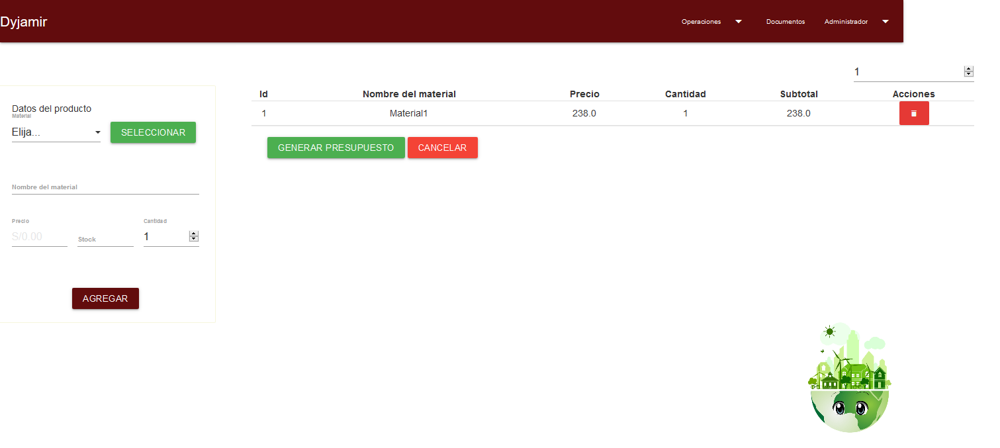 Dyjamir
Operaciones Documentos Administrador
1
Datos del producto
Material
Elija... SELECCIONAR
Nombre del material
Precio Cantidad
S/0.00 Stock 1
AGREGAR
Id Nombre del material Precio Cantidad Subtotal Acciones
1 Material1 238.0 1 238.0
GENERAR PRESUPUESTO CANCELAR